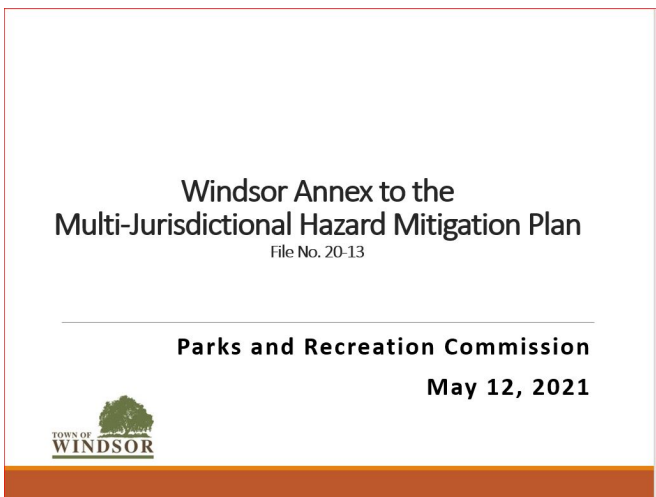 Windsor Annex to the
Multi-Jurisdictional Hazard Mitigation Plan
File No. 20-13
Parks and Recreation Commission
May 12, 2021
TOWN OF
WINDSOR